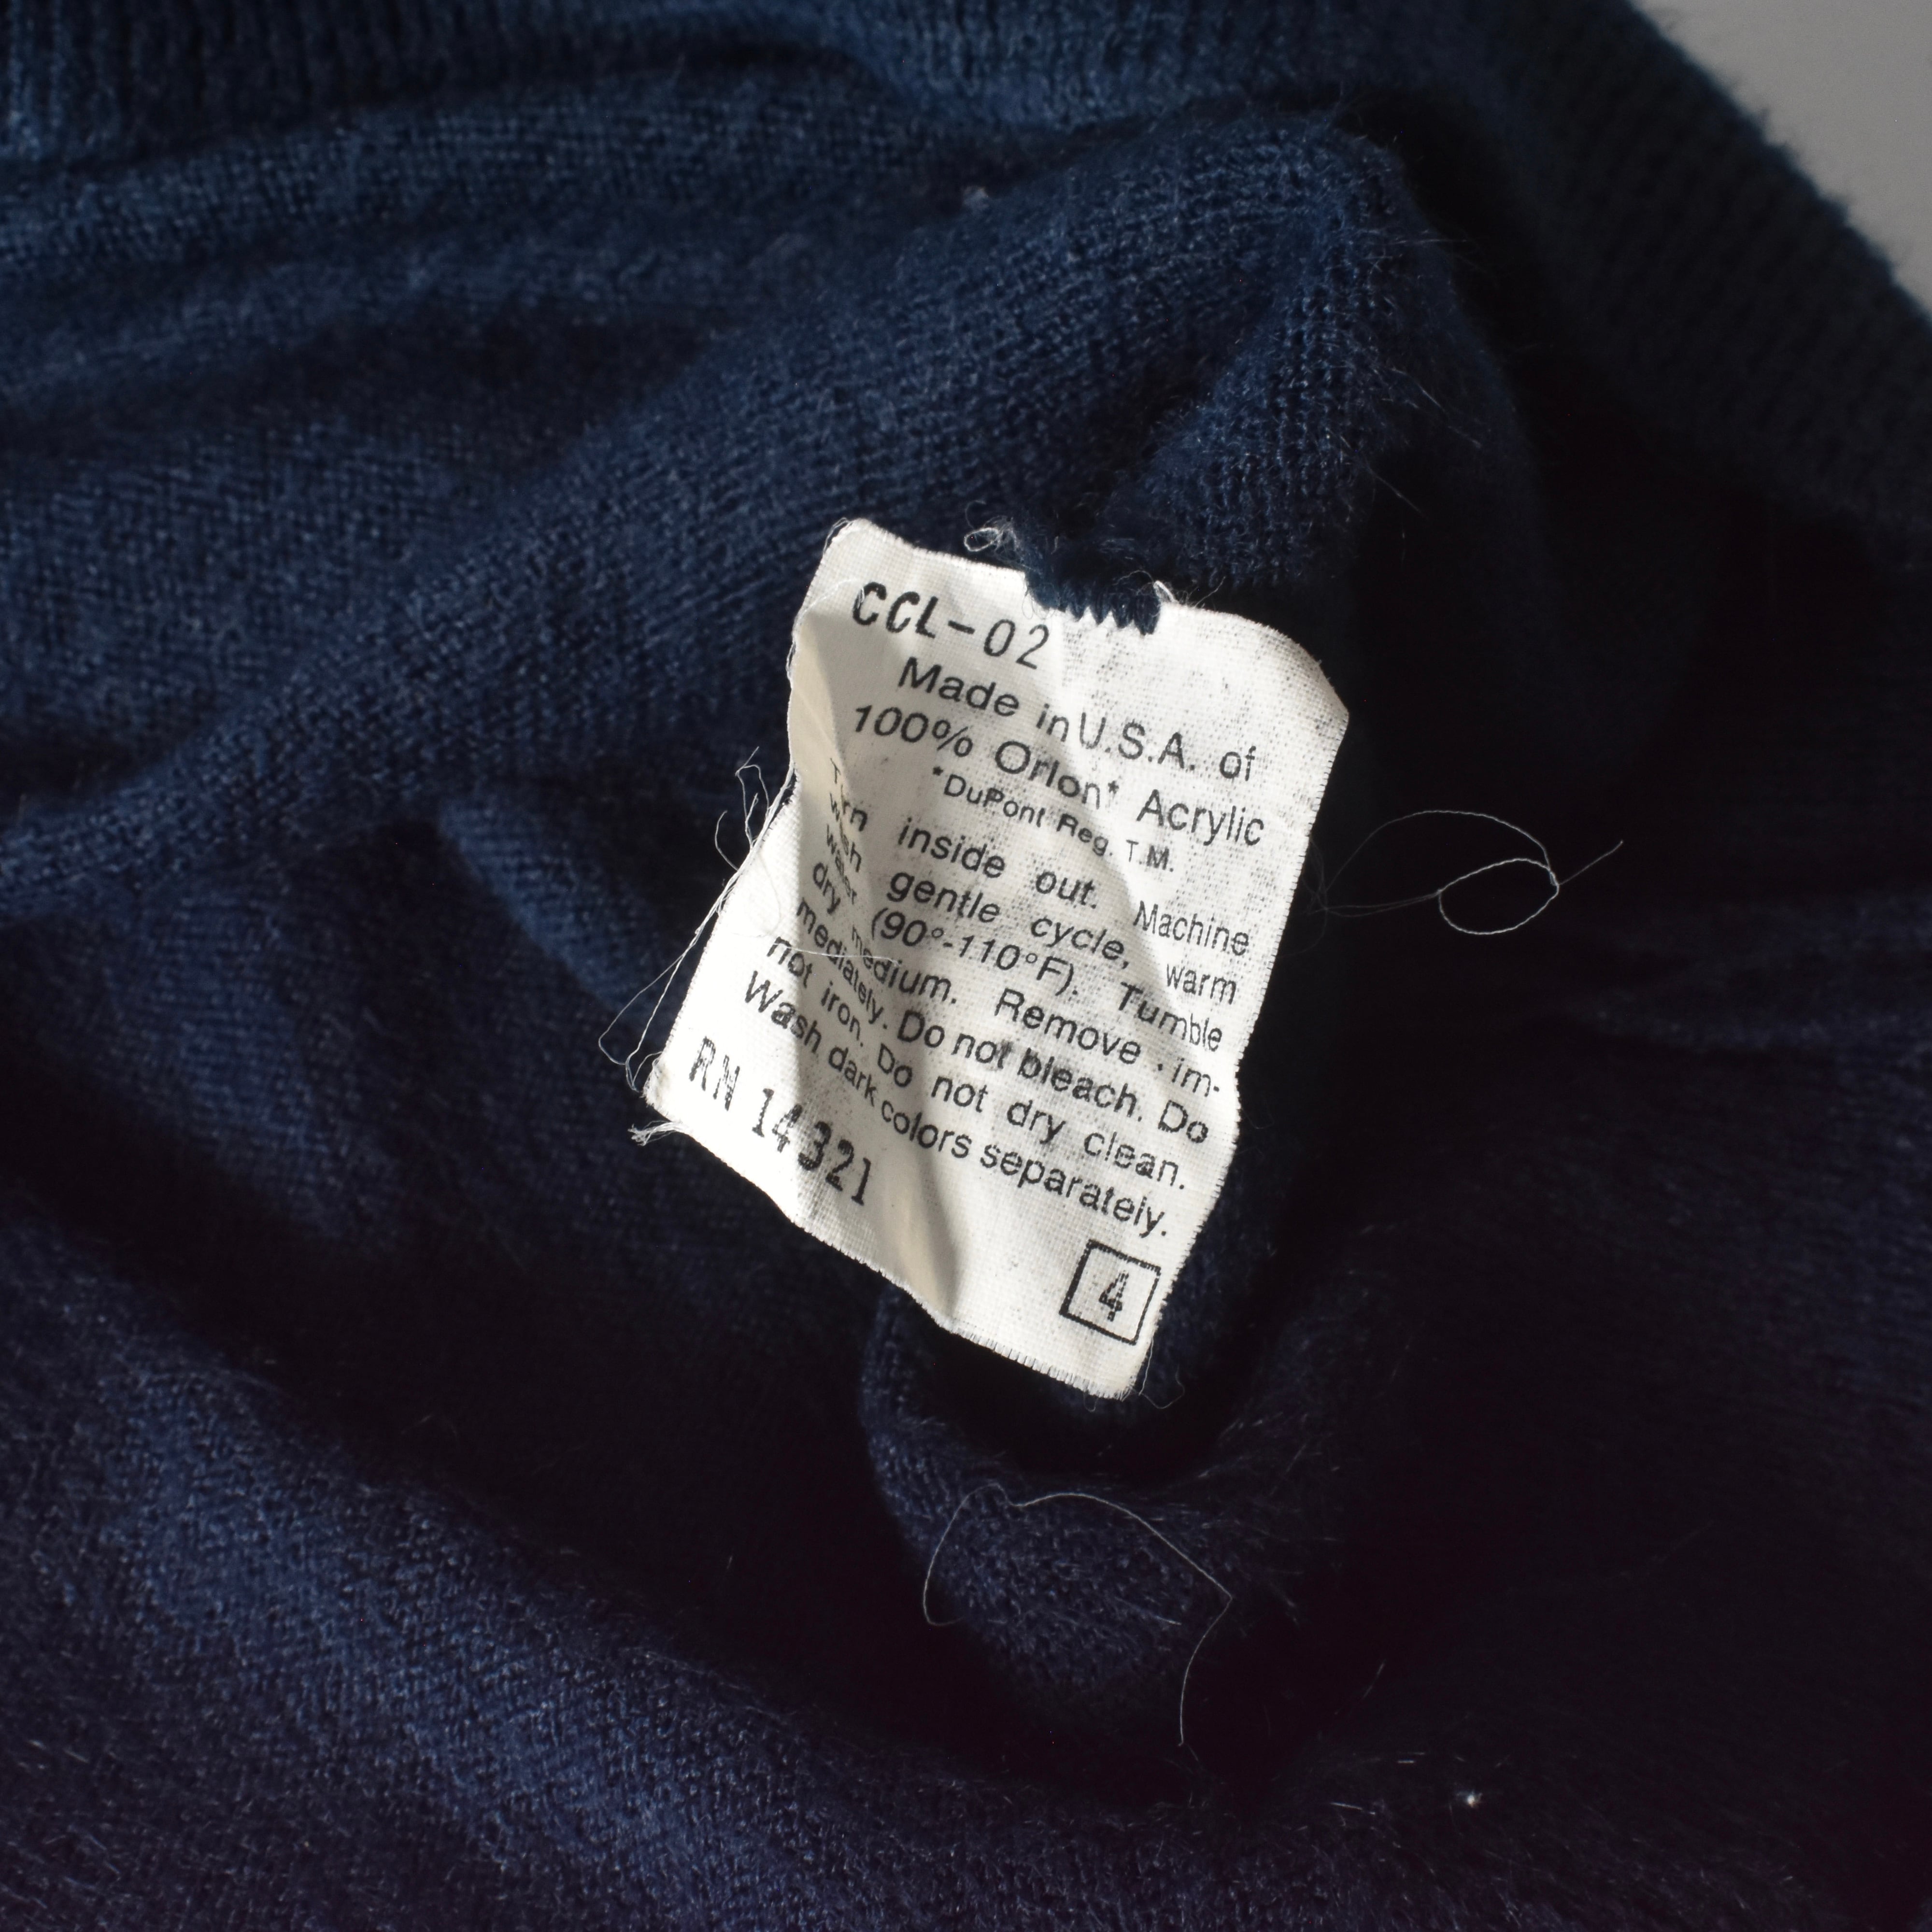 CCL-02
Made in U.S.A. of
100% Orlon* Acrylic
*DuPont Reg. T.M.
Turn inside out. Machine
wash gentle cycle, warm
water (90°-110°F). Tumble
dry medium. Remove im-
mediately. Do not bleach. Do
not iron. Do not dry clean.
Wash dark colors separately.
RN 14321
4